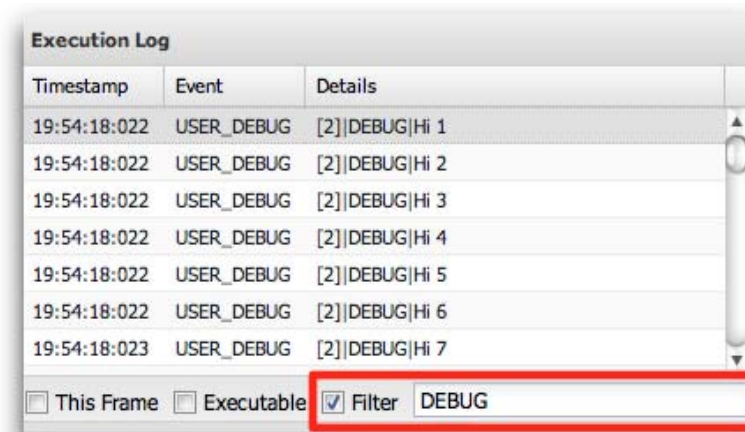 Execution Log
Timestamp Event Details
19:54:18:022 USER_DEBUG [2]|DEBUG|Hi 1
19:54:18:022 USER_DEBUG [2]|DEBUG|Hi 2
19:54:18:022 USER_DEBUG [2]|DEBUG|Hi 3
19:54:18:022 USER_DEBUG [2]|DEBUG|Hi 4
19:54:18:022 USER_DEBUG [2]|DEBUG|Hi 5
19:54:18:022 USER_DEBUG [2]|DEBUG|Hi 6
19:54:18:023 USER_DEBUG [2]|DEBUG|Hi 7
This Frame Executable Filter DEBUG